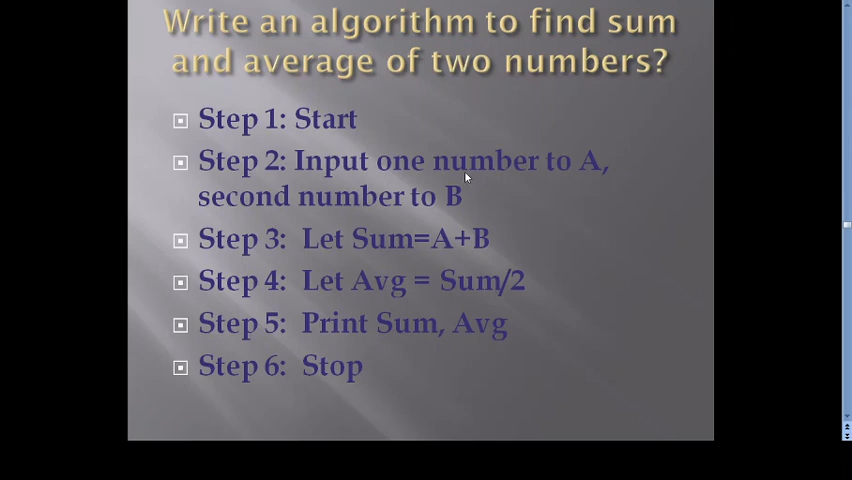 Write an algorithm to find sum
and average of two numbers?
Step 1: Start
Step 2: Input one number to A,
second number to B
Step 3: Let Sum=A+B
Step 4: Let Avg = Sum/2
Step 5: Print Sum, Avg
Step 6: Stop